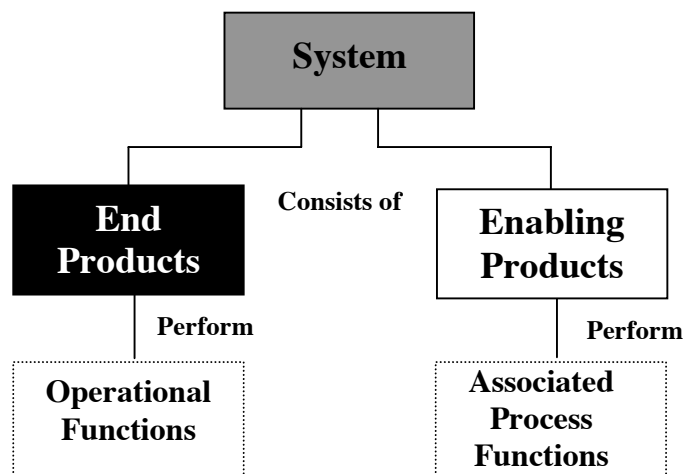 System
Consists of
End
Products
Enabling
Products
Perform
Perform
Operational
Functions
Associated
Process
Functions